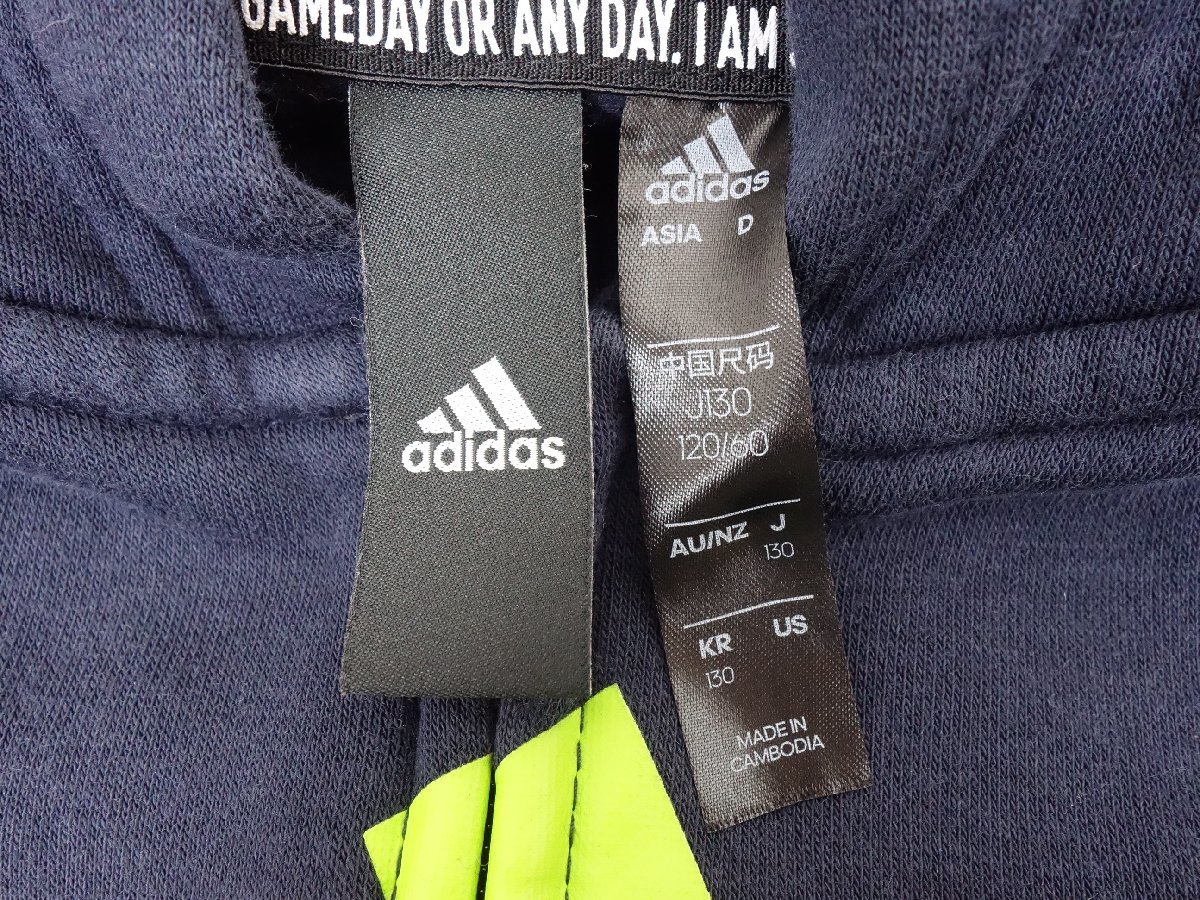 GAMEDAY OR ANY DAY. I AM
adidas
adidas
ASIA D
中国尺码
J130
120/60
AU/NZ J
130
KR US
130
MADE IN
CAMBODIA